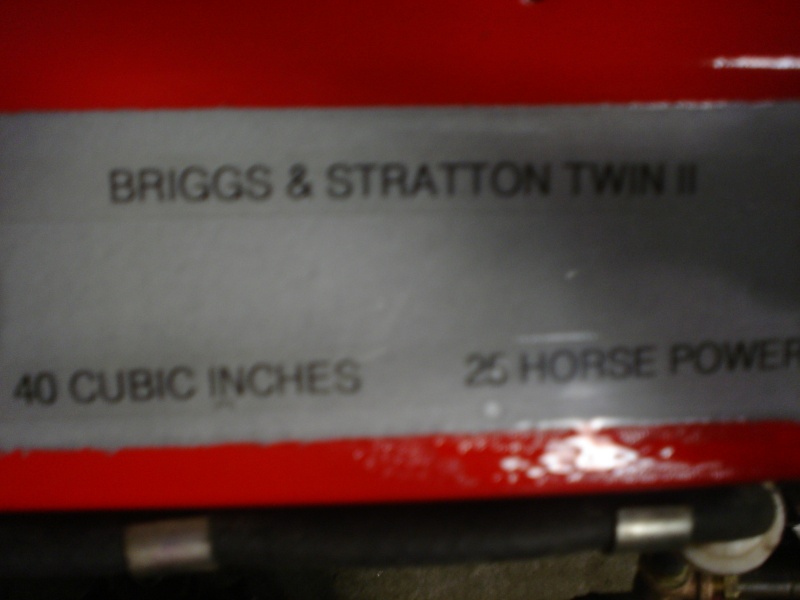 BRIGGS & STRATTON TWIN II
40 CUBIC INCHES 25 HORSE POWER